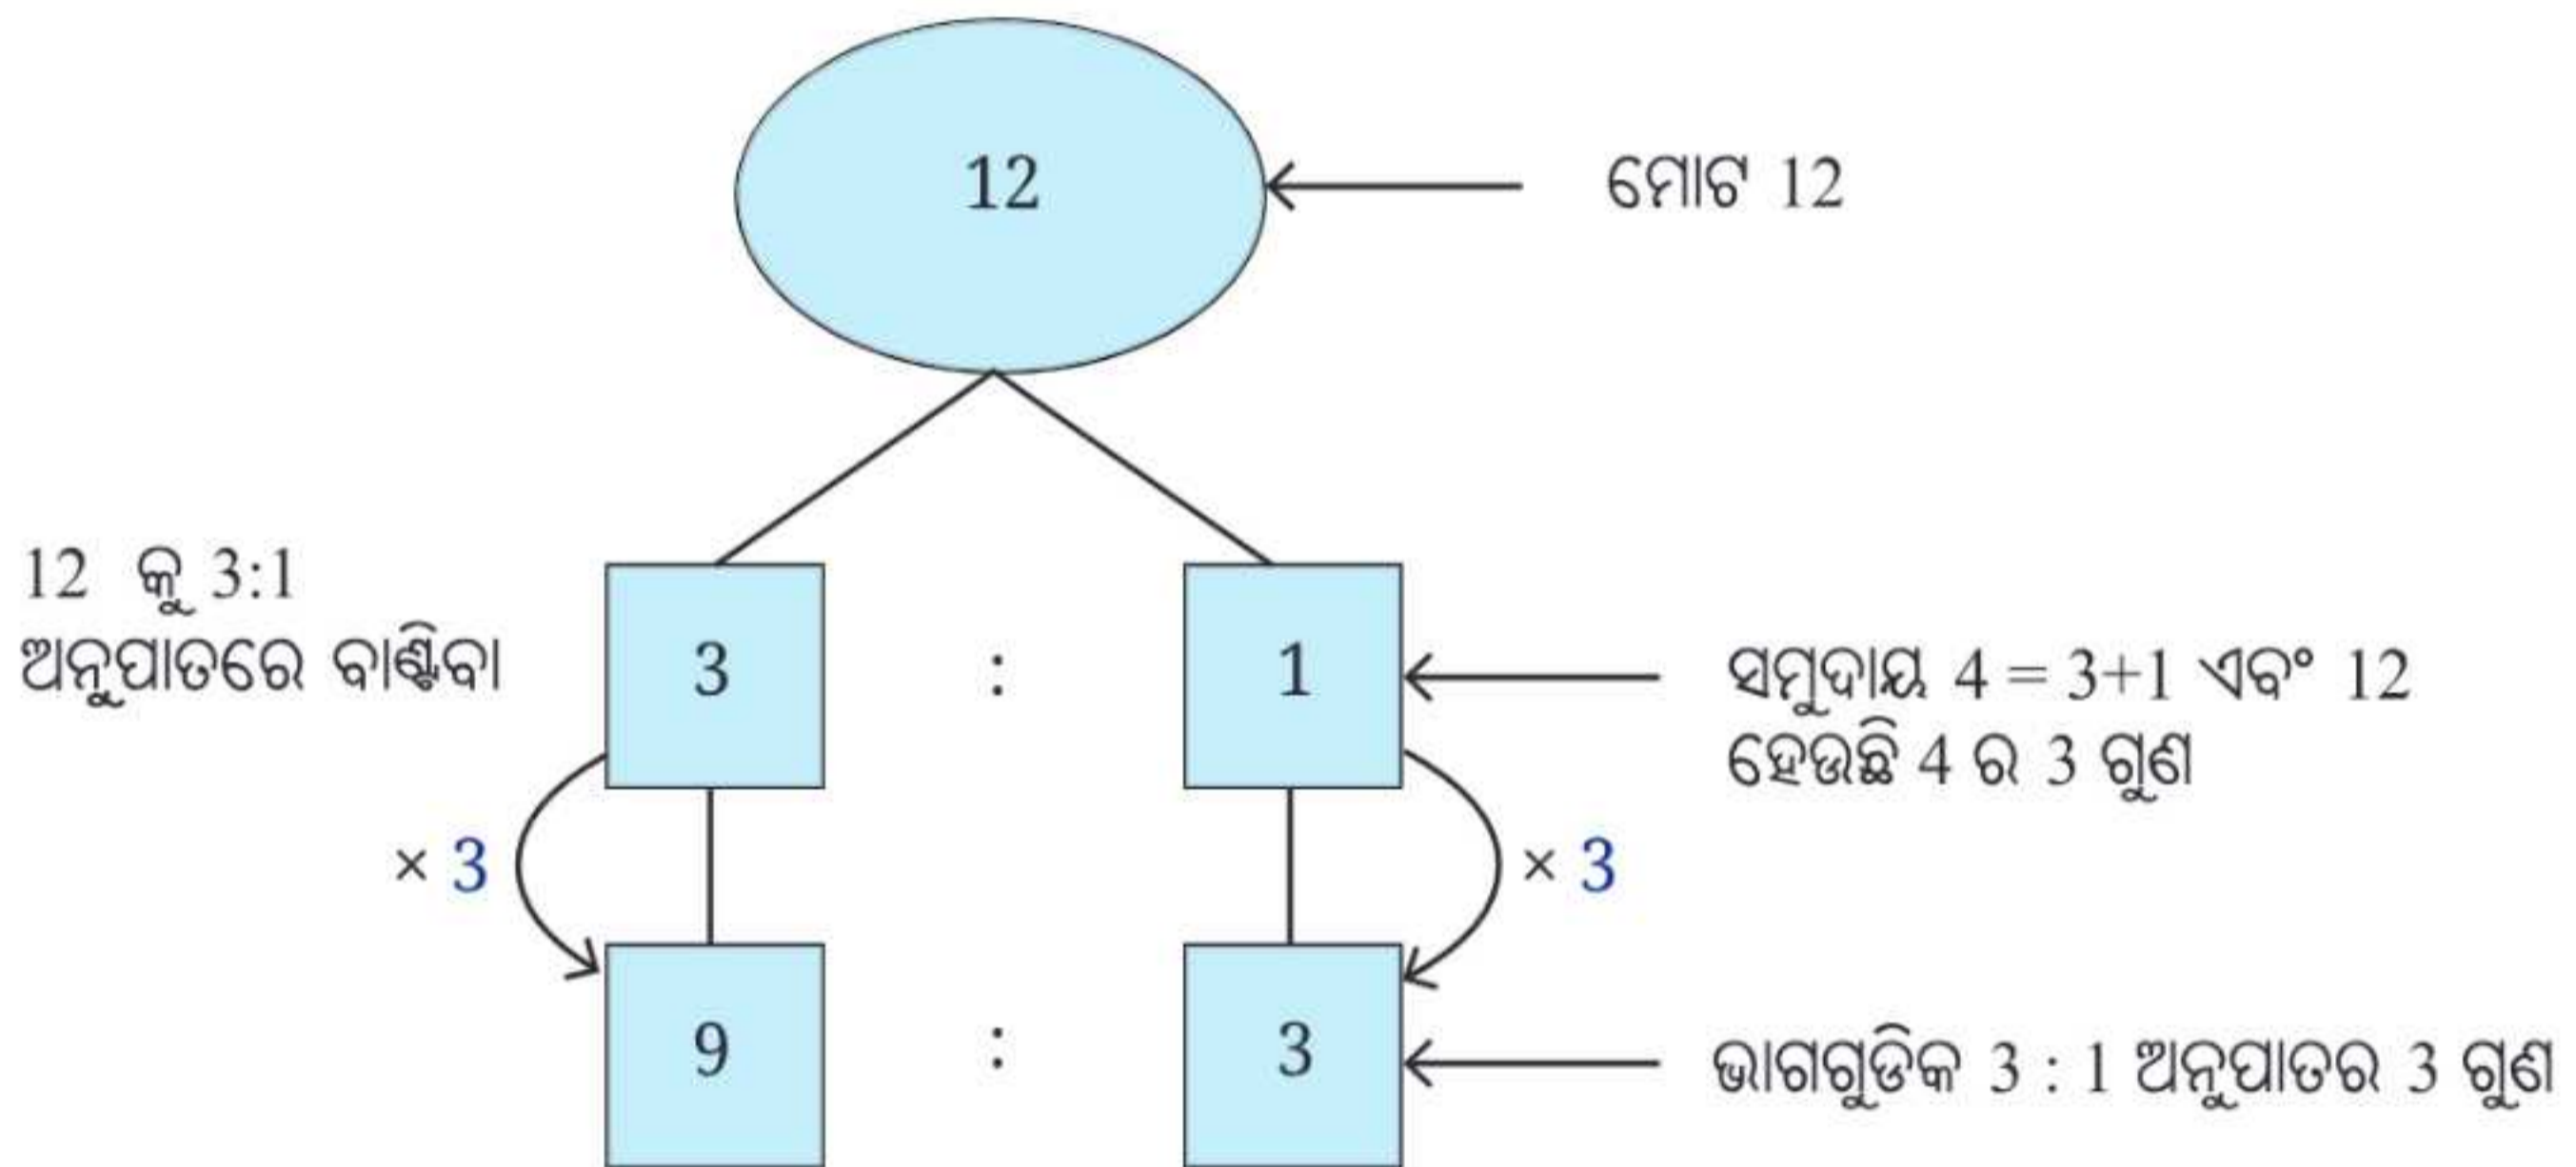 12
ମୋଟ 12
12 କୁ 3:1
ଅନୁପାତରେ ବାଣ୍ଟିବା
3 : 1
ସମୁଦାୟ 4 = 3+1 ଏବଂ 12
ହେଉଛି 4 ର 3 ଗୁଣ
× 3
× 3
9 : 3
ଭାଗଗୁଡିକ 3 : 1 ଅନୁପାତର 3 ଗୁଣ